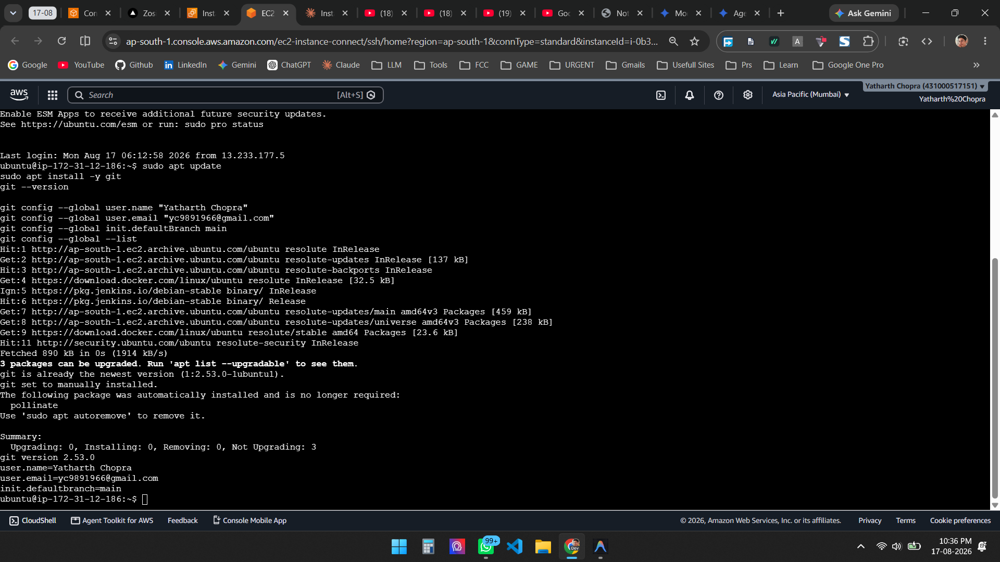 17-08
Con
Zosi
Inst
EC2
Inst
(18)
(18)
(19)
Goo
Not
Mo
Age
Ask Gemini
ap-south-1.console.aws.amazon.com/ec2-instance-connect/ssh/home?region=ap-south-1&connType=standard&instanceId=i-0b3...
Google YouTube Github LinkedIn Gemini ChatGPT Claude LLM Tools FCC GAME URGENT Gmails Usefull Sites Prs Learn Google One Pro
aws Search [Alt+S] Asia Pacific (Mumbai) Yatharth Chopra (431000517151)
Yatharth%20Chopra
Enable ESM Apps to receive additional future security updates.
See https://ubuntu.com/esm or run: sudo pro status
Last login: Mon Aug 17 06:12:58 2026 from 13.233.177.5
ubuntu@ip-172-31-12-186:~$ sudo apt update
sudo apt install -y git
git --version
git config --global user.name "Yatharth Chopra"
git config --global user.email "yc9891966@gmail.com"
git config --global init.defaultBranch main
git config --global --list
Hit:1 http://ap-south-1.ec2.archive.ubuntu.com/ubuntu resolute InRelease
Get:2 http://ap-south-1.ec2.archive.ubuntu.com/ubuntu resolute-updates InRelease [137 kB]
Hit:3 http://ap-south-1.ec2.archive.ubuntu.com/ubuntu resolute-backports InRelease
Get:4 https://download.docker.com/linux/ubuntu resolute InRelease [32.5 kB]
Ign:5 https://pkg.jenkins.io/debian-stable binary/ InRelease
Hit:6 https://pkg.jenkins.io/debian-stable binary/ Release
Get:7 http://ap-south-1.ec2.archive.ubuntu.com/ubuntu resolute-updates/main amd64v3 Packages [459 kB]
Get:8 http://ap-south-1.ec2.archive.ubuntu.com/ubuntu resolute-updates/universe amd64v3 Packages [238 kB]
Get:9 https://download.docker.com/linux/ubuntu resolute/stable amd64 Packages [23.6 kB]
Hit:11 http://security.ubuntu.com/ubuntu resolute-security InRelease
Fetched 890 kB in 0s (1914 kB/s)
3 packages can be upgraded. Run 'apt list --upgradable' to see them.
git is already the newest version (1:2.53.0-1ubuntu1).
git set to manually installed.
The following package was automatically installed and is no longer required:
pollinate
Use 'sudo apt autoremove' to remove it.
Summary:
Upgrading: 0, Installing: 0, Removing: 0, Not Upgrading: 3
git version 2.53.0
user.name=Yatharth Chopra
user.email=yc9891966@gmail.com
init.defaultbranch=main
ubuntu@ip-172-31-12-186:~$
CloudShell Agent Toolkit for AWS Feedback Console Mobile App © 2026, Amazon Web Services, Inc. or its affiliates. Privacy Terms Cookie preferences
99+
Dev
10:36 PM
17-08-2026